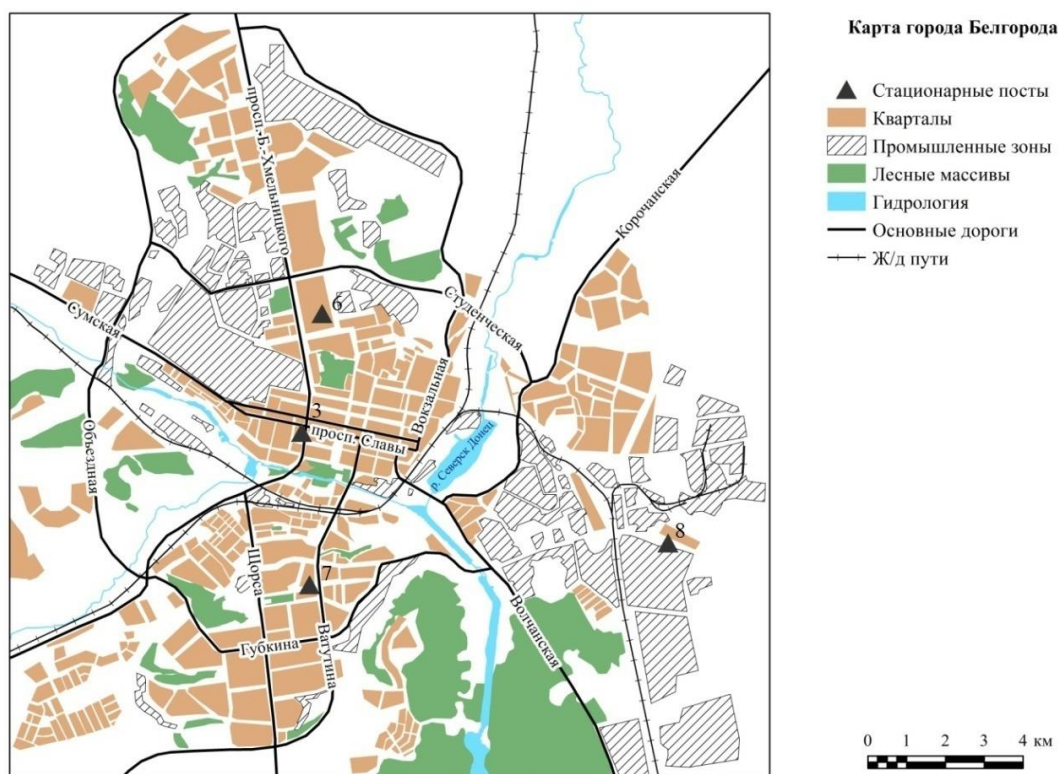 Карта города Белгорода
Стационарные посты
Кварталы
Промышленные зоны
Лесные массивы
Гидрология
Основные дороги
Ж/д пути
просп.-Б.-Хмельницкого
Корочанская
Сумская
6
Студенческая
Вокзальная
3
просп. Славы
Объездная
р. Северск Донец
8
Щорса
7
Волчанская
Губкина
Ватутина
0 1 2 3 4 км